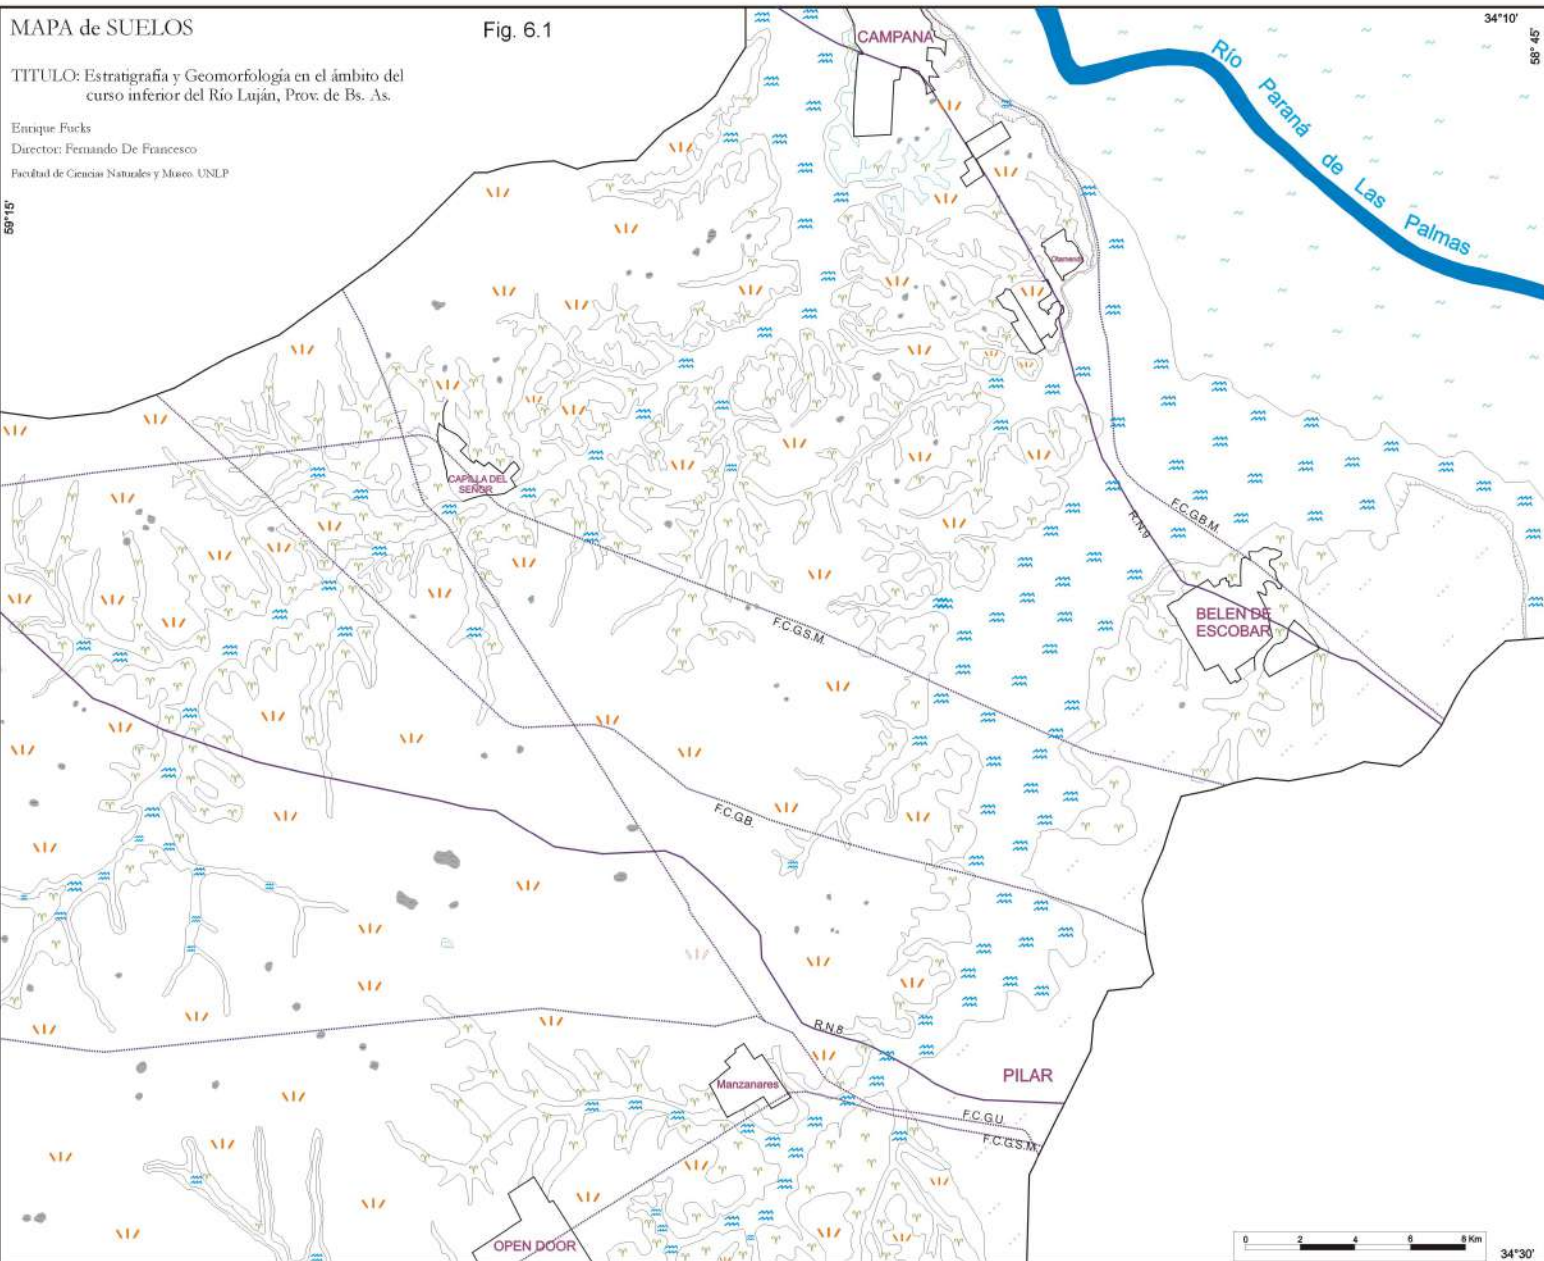 MAPA de SUELOS
Fig. 6.1
TITULO: Estratigrafía y Geomorfología en el ámbito del
curso inferior del Río Luján, Prov. de Bs. As.
Enrique Fucks
Director: Fernando De Francesco
Facultad de Ciencias Naturales y Museo. UNLP
59°15'
34°10'
58° 45'
CAMPANA
Río Paraná de Las Palmas
Otamendi
CAPILLA DEL
SEÑOR
R.N.9
F.C.G.B.M.
BELEN DE
ESCOBAR
F.C.G.S.M.
F.C.G.B.
R.N.8
PILAR
Manzanares
F.C.G.U.
F.C.G.S.M.
OPEN DOOR
0 2 4 6 8 Km
34°30'